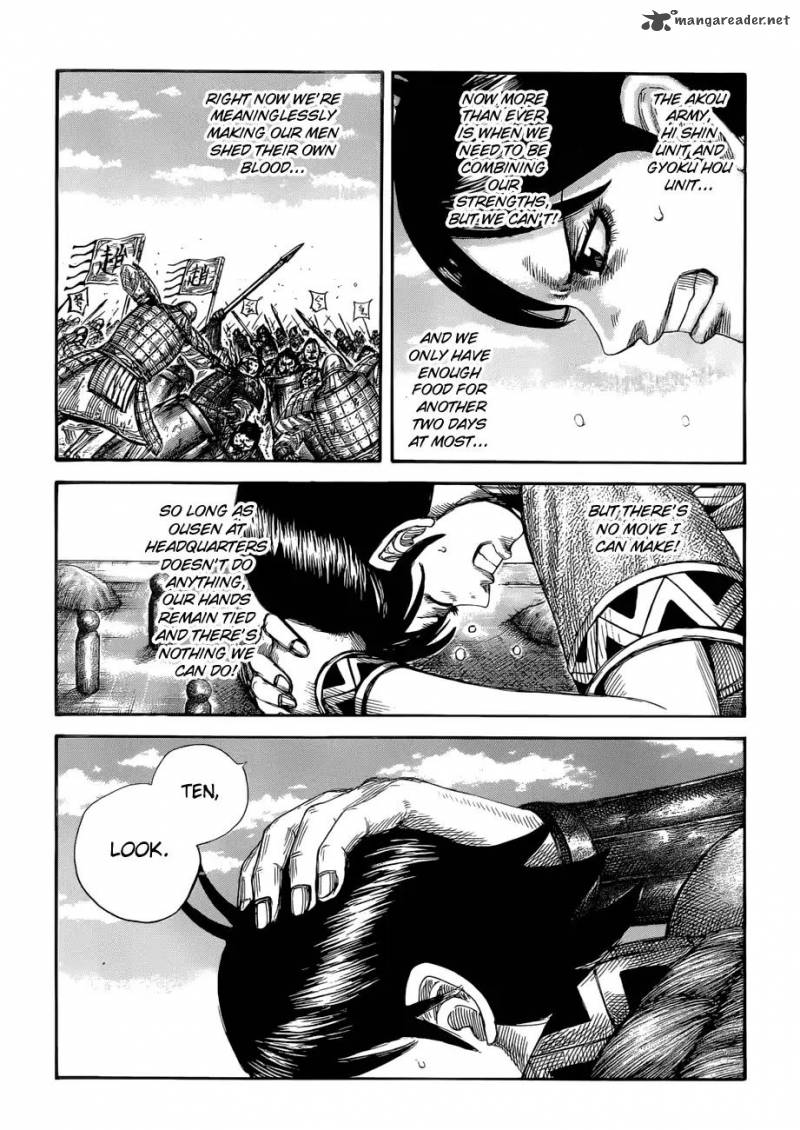 mangareader.net
THE AKOU
ARMY,
HI SHIN
UNIT AND
GYOKU HOU
UNIT...
NOW MORE
THAN EVER
IS WHEN WE
NEED TO BE
COMBINING
OUR
STRENGTHS,
BUT WE CAN'T!
AND WE
ONLY HAVE
ENOUGH
FOOD FOR
ANOTHER
TWO DAYS
AT MOST...
RIGHT NOW WE'RE
MEANINGLESSLY
MAKING OUR MEN
SHED THEIR OWN
BLOOD...
趙
趙
BUT THERE'S
NO MOVE I
CAN MAKE!
SO LONG AS
OUSEN AT
HEADQUARTERS
DOESN'T DO
ANYTHING,
OUR HANDS
REMAIN TIED
AND THERE'S
NOTHING WE
CAN DO!
TEN,
LOOK.